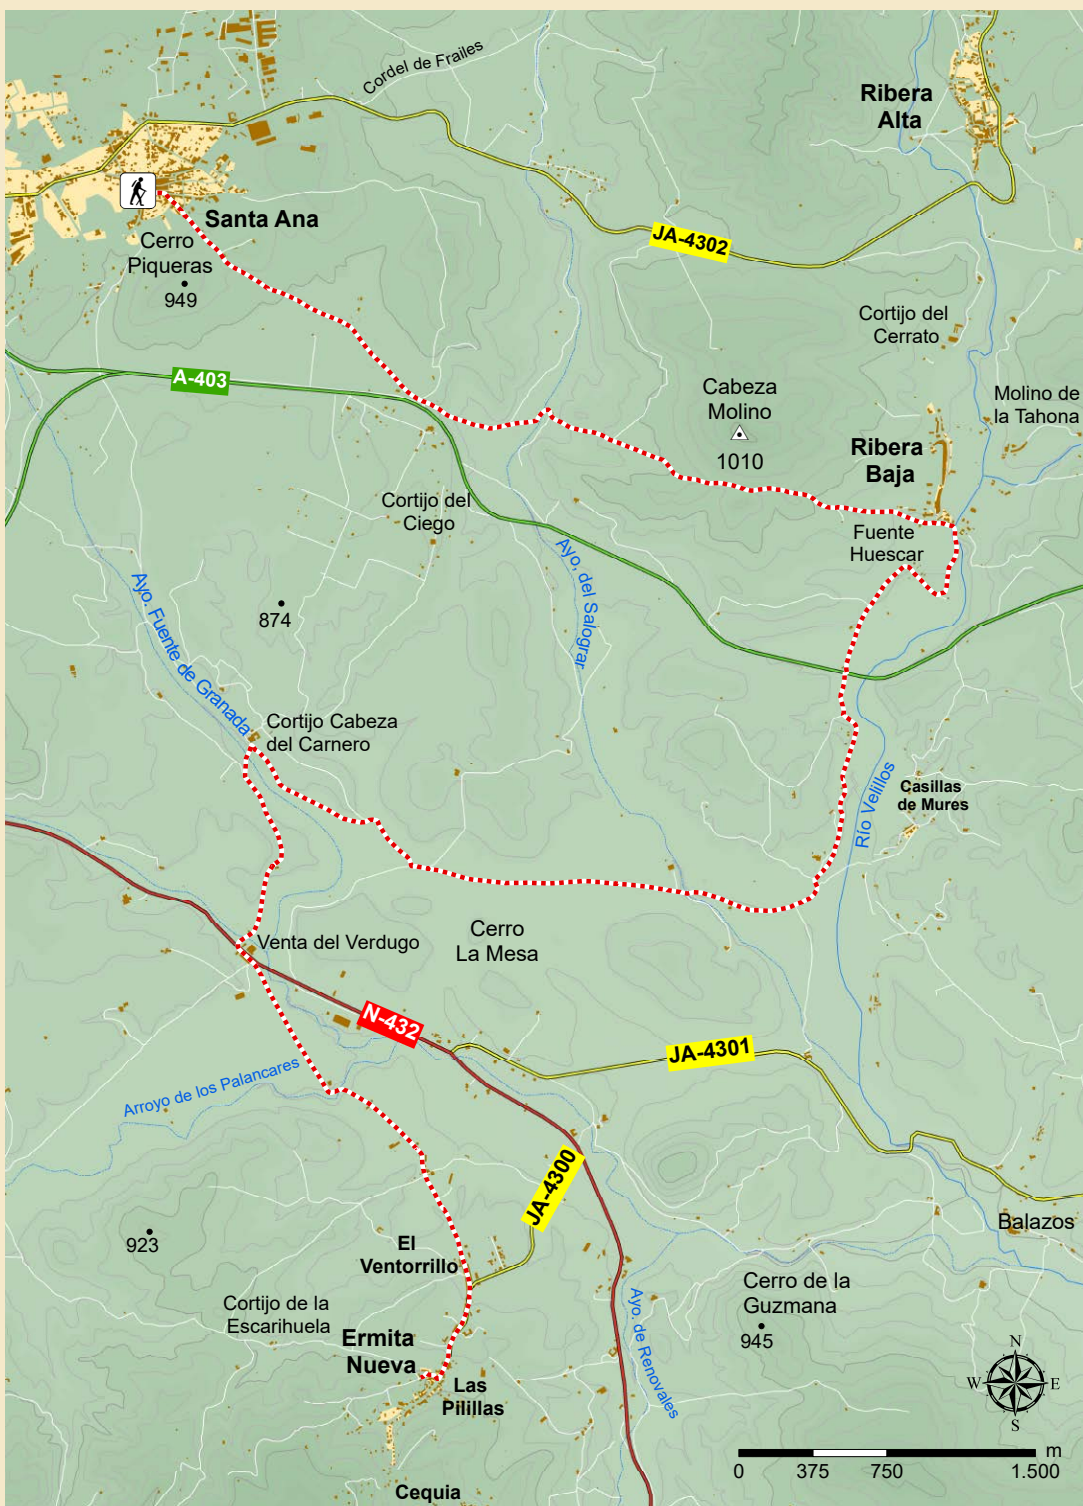 Cordel de Frailes
Ribera
Alta
Santa Ana
Cerro
Piqueras
949
JA-4302
Cortijo del
Cerrato
A-403
Cabeza
Molino
1010
Molino de
la Tahona
Ribera
Baja
Cortijo del
Ciego
Fuente
Huescar
Ayo. del Salograr
Ayo. Fuente de Granada
874
Cortijo Cabeza
del Carnero
Río Velillos
Casillas
de Mures
Cerro
La Mesa
Venta del Verdugo
N-432
JA-4301
Arroyo de los Palancares
JA-4300
923
El
Ventorrillo
Balazos
Cerro de la
Guzmana
945
Cortijo de la
Escarihuela
Ayo. de Renovales
Ermita
Nueva
Las
Pilillas
N
W E
S
m
0 375 750 1.500
Cequia